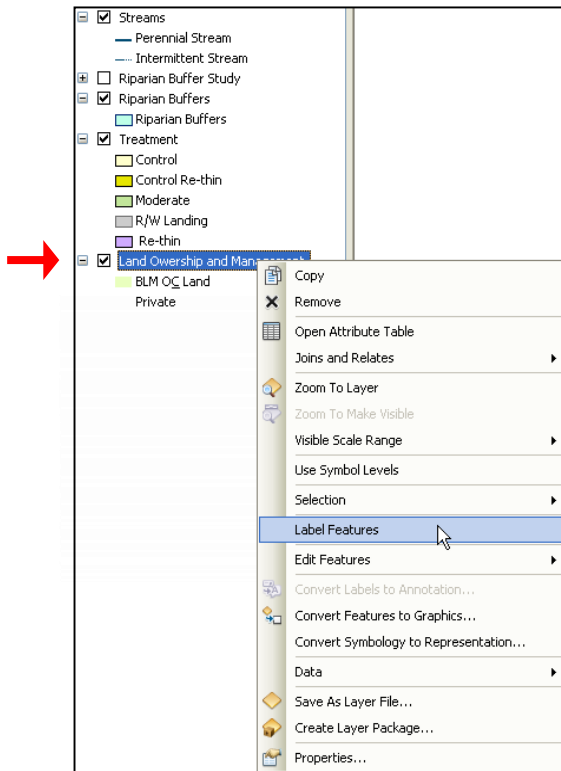 Streams
Perennial Stream
Intermittent Stream
Riparian Buffer Study
Riparian Buffers
Riparian Buffers
Treatment
Control
Control Re-thin
Moderate
R/W Landing
Re-thin
Land Owership and Management
BLM OC Land
Private
Copy
Remove
Open Attribute Table
Joins and Relates
Zoom To Layer
Zoom To Make Visible
Visible Scale Range
Use Symbol Levels
Selection
Label Features
Edit Features
Convert Labels to Annotation...
Convert Features to Graphics...
Convert Symbology to Representation...
Data
Save As Layer File...
Create Layer Package...
Properties...